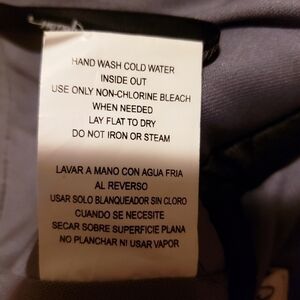 HAND WASH COLD WATER
INSIDE OUT
USE ONLY NON-CHLORINE BLEACH
WHEN NEEDED
LAY FLAT TO DRY
DO NOT IRON OR STEAM
LAVAR A MANO CON AGUA FRIA
AL REVERSO
USAR SOLO BLANQUEADOR SIN CLORO
CUANDO SE NECESITE
SECAR SOBRE SUPERFICIE PLANA
NO PLANCHAR NI USAR VAPOR